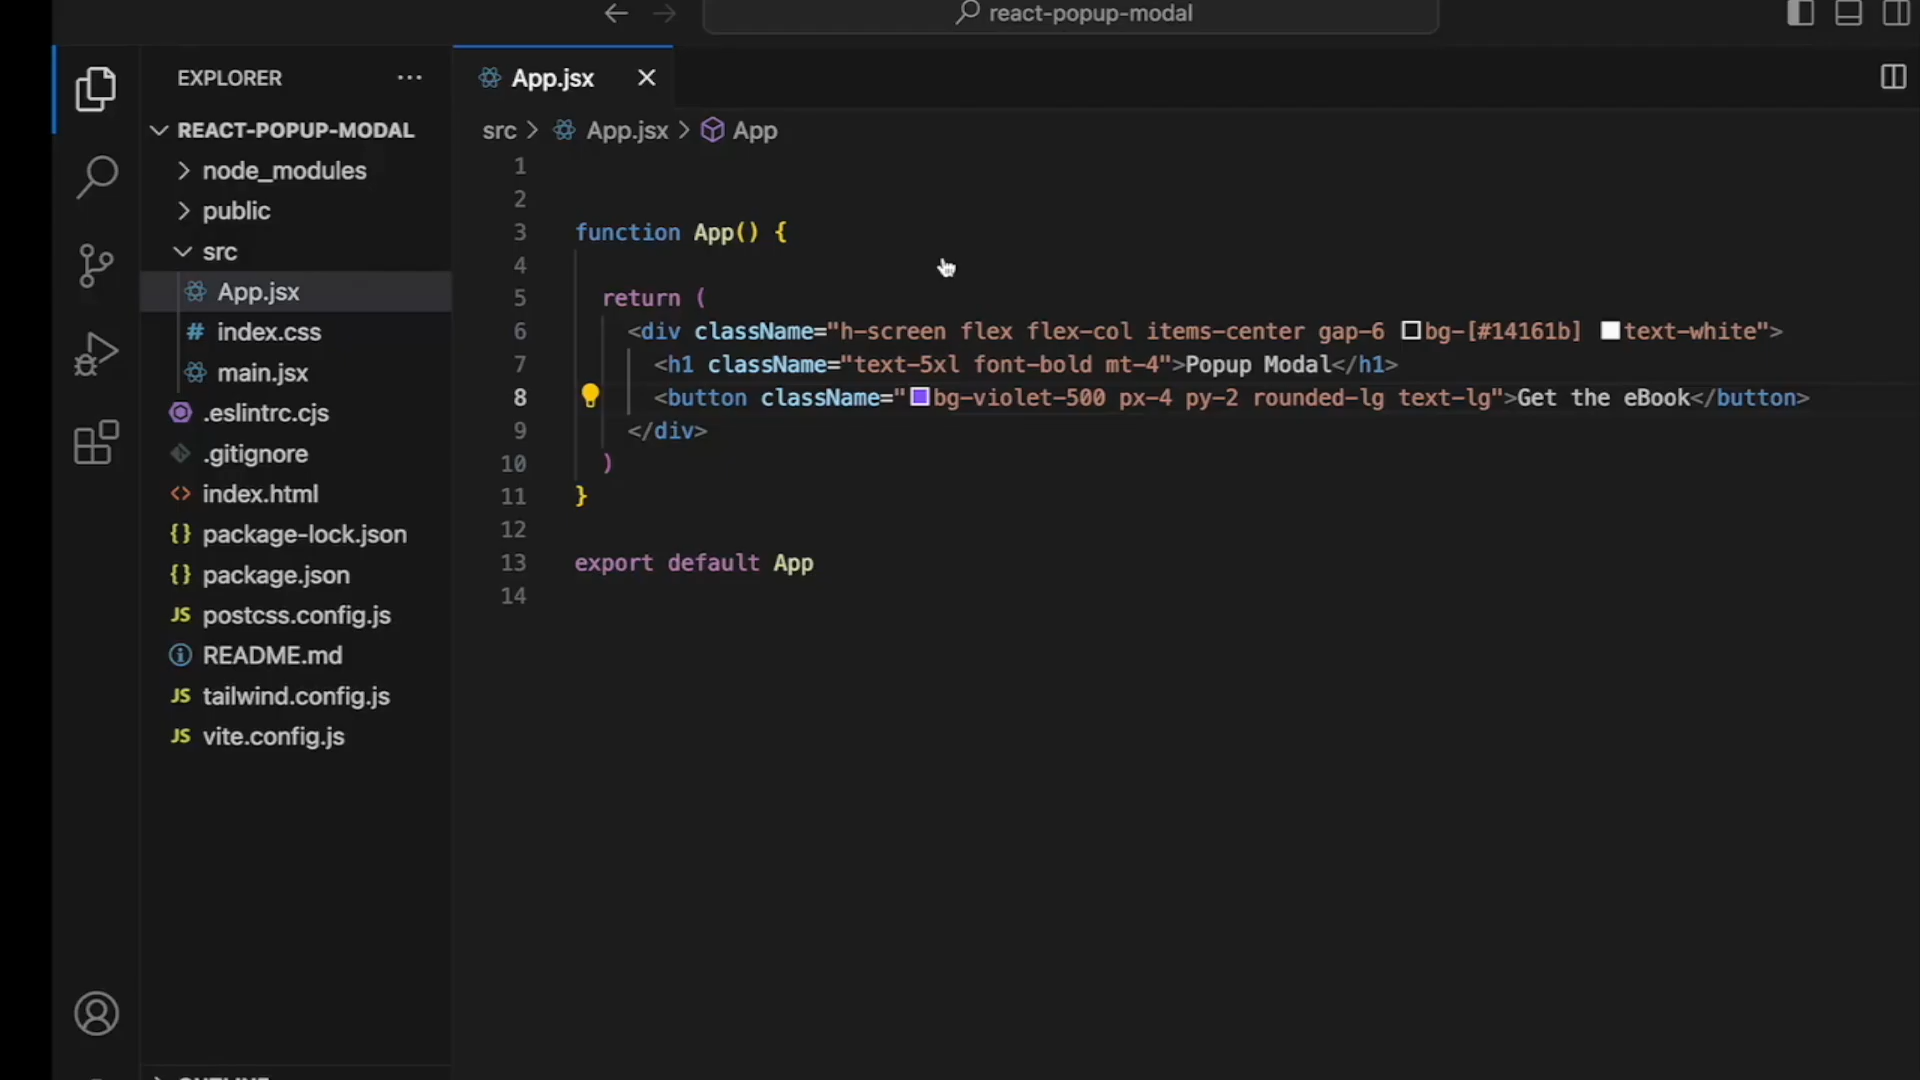 react-popup-modal
EXPLORER
App.jsx
REACT-POPUP-MODAL
node_modules
public
src
App.jsx
# index.css
main.jsx
.eslintrc.cjs
.gitignore
<> index.html
{} package-lock.json
{} package.json
JS postcss.config.js
README.md
JS tailwind.config.js
JS vite.config.js
OUTLINE
src > App.jsx > App
1
2
3 function App() {
4
5 return (
6 <div className="h-screen flex flex-col items-center gap-6 bg-[#14161b] text-white">
7 <h1 className="text-5xl font-bold mt-4">Popup Modal</h1>
8 <button className="bg-violet-500 px-4 py-2 rounded-lg text-lg">Get the eBook</button>
9 </div>
10 )
11 }
12
13 export default App
14